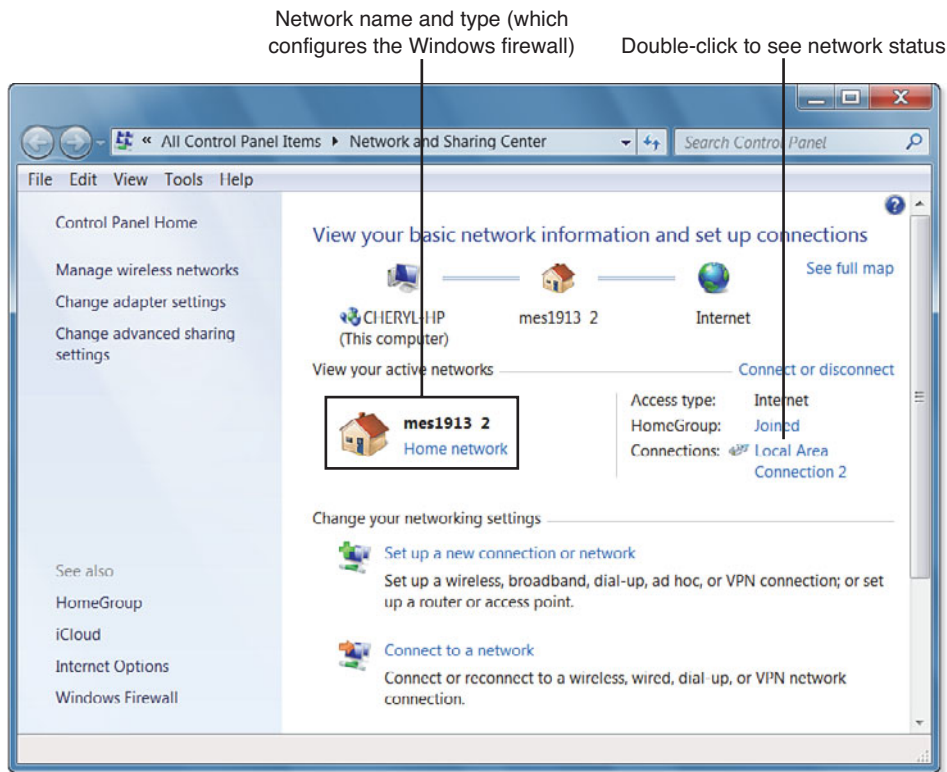 Network name and type (which
configures the Windows firewall)
Double-click to see network status
« All Control Panel Items ▸ Network and Sharing Center
Search Control Panel
File Edit View Tools Help
Control Panel Home
Manage wireless networks
Change adapter settings
Change advanced sharing
settings
See also
HomeGroup
iCloud
Internet Options
Windows Firewall
View your basic network information and set up connections
See full map
CHERYL-HP
(This computer)
mes1913 2
Internet
View your active networks
Connect or disconnect
mes1913 2
Home network
Access type: Internet
HomeGroup: Joined
Connections: Local Area
Connection 2
Change your networking settings
Set up a new connection or network
Set up a wireless, broadband, dial-up, ad hoc, or VPN connection; or set
up a router or access point.
Connect to a network
Connect or reconnect to a wireless, wired, dial-up, or VPN network
connection.